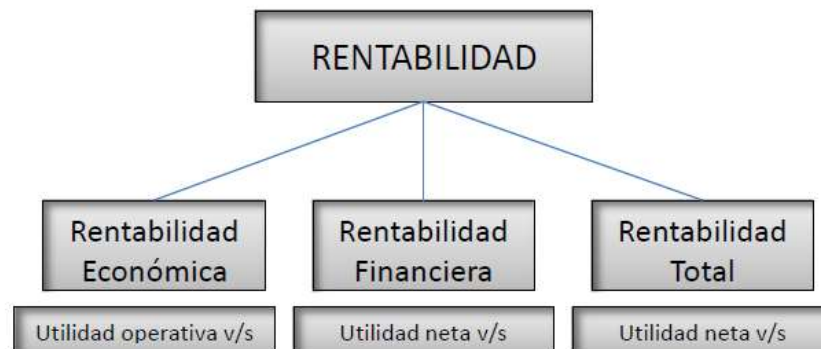 RENTABILIDAD
Rentabilidad
Económica
Rentabilidad
Financiera
Rentabilidad
Total
Utilidad operativa v/s
Utilidad neta v/s
Utilidad neta v/s